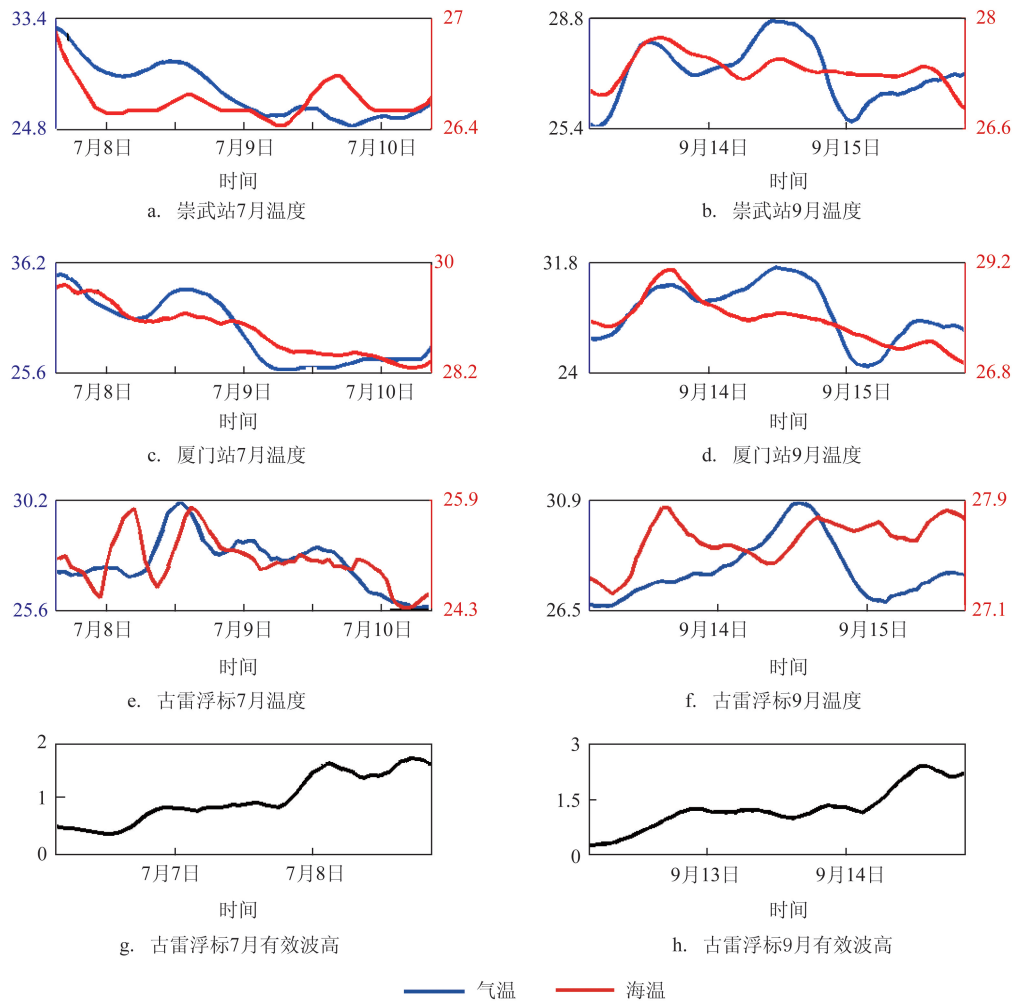 33.4
27
24.8
26.4
7月8日
7月9日
7月10日
时间
a. 崇武站7月温度
28.8
28
25.4
26.6
9月14日
9月15日
时间
b. 崇武站9月温度
36.2
30
25.6
28.2
7月8日
7月9日
7月10日
时间
c. 厦门站7月温度
31.8
29.2
24
26.8
9月14日
9月15日
时间
d. 厦门站9月温度
30.2
25.9
25.6
24.3
7月8日
7月9日
7月10日
时间
e. 古雷浮标7月温度
30.9
27.9
26.5
27.1
9月14日
9月15日
时间
f. 古雷浮标9月温度
2
1
0
7月7日
7月8日
时间
g. 古雷浮标7月有效波高
3
1.5
0
9月13日
9月14日
时间
h. 古雷浮标9月有效波高
气温
海温